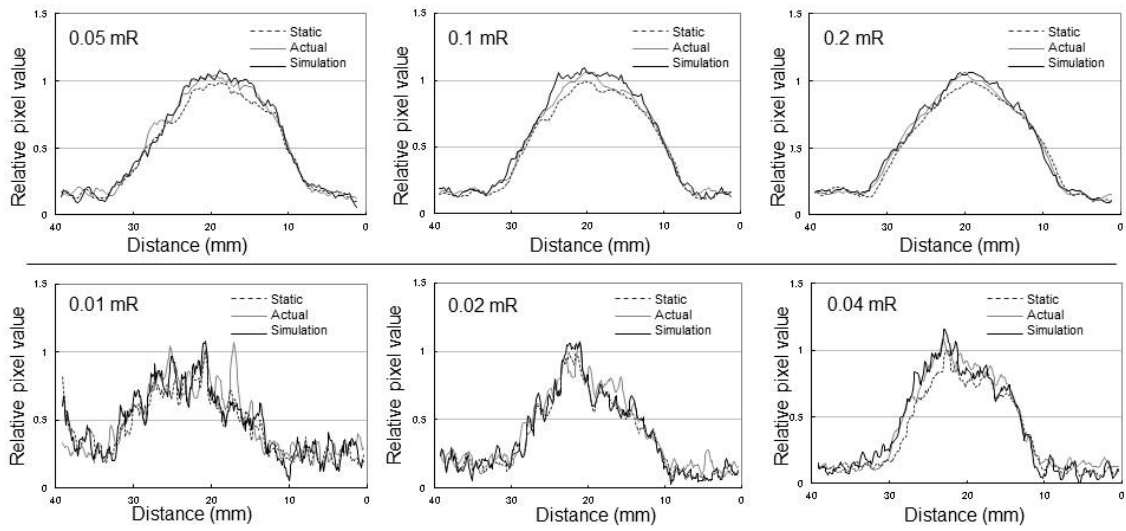 1.5
0.05 mR
Static
Actual
Simulation
1
0.5
0
40 30 20 10 0
Relative pixel value
Distance (mm)
1.5
0.1 mR
Static
Actual
Simulation
1
0.5
0
40 30 20 10 0
Relative pixel value
Distance (mm)
1.5
0.2 mR
Static
Actual
Simulation
1
0.5
0
40 30 20 10 0
Relative pixel value
Distance (mm)
1.5
0.01 mR
Static
Actual
Simulation
1
0.5
0
40 30 20 10 0
Relative pixel value
Distance (mm)
1.5
0.02 mR
Static
Actual
Simulation
1
0.5
0
40 30 20 10 0
Relative pixel value
Distance (mm)
1.5
0.04 mR
Static
Actual
Simulation
1
0.5
0
40 30 20 10 0
Relative pixel value
Distance (mm)